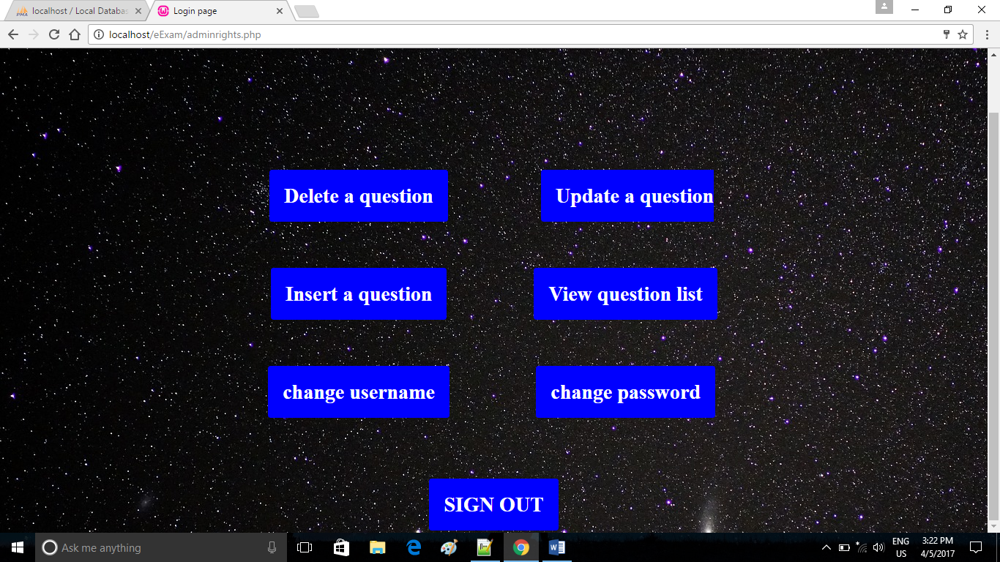 PMA localhost / Local Databas
Login page
localhost/eExam/adminrights.php
Delete a question
Update a question
Insert a question
View question list
change username
change password
SIGN OUT
Ask me anything
ENG
US
3:22 PM
4/5/2017